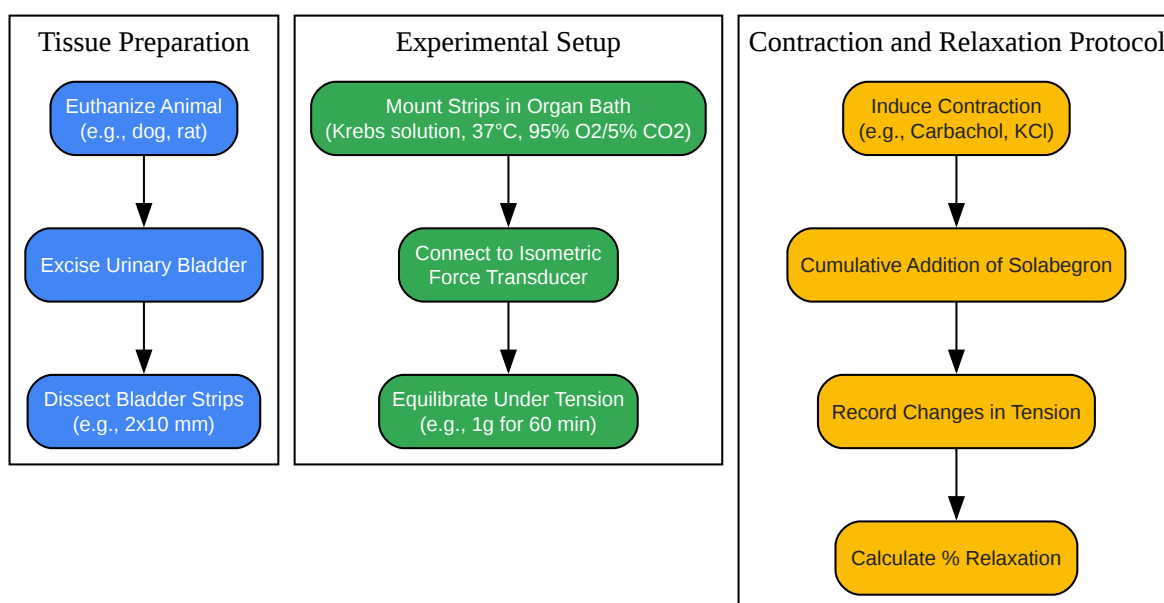 Tissue Preparation
Euthanize Animal
(e.g., dog, rat)
Excise Urinary Bladder
Dissect Bladder Strips
(e.g., 2x10 mm)
Experimental Setup
Mount Strips in Organ Bath
(Krebs solution, 37°C, 95% O2/5% CO2)
Connect to Isometric
Force Transducer
Equilibrate Under Tension
(e.g., 1g for 60 min)
Contraction and Relaxation Protocol
Induce Contraction
(e.g., Carbachol, KCl)
Cumulative Addition of Solabegron
Record Changes in Tension
Calculate % Relaxation